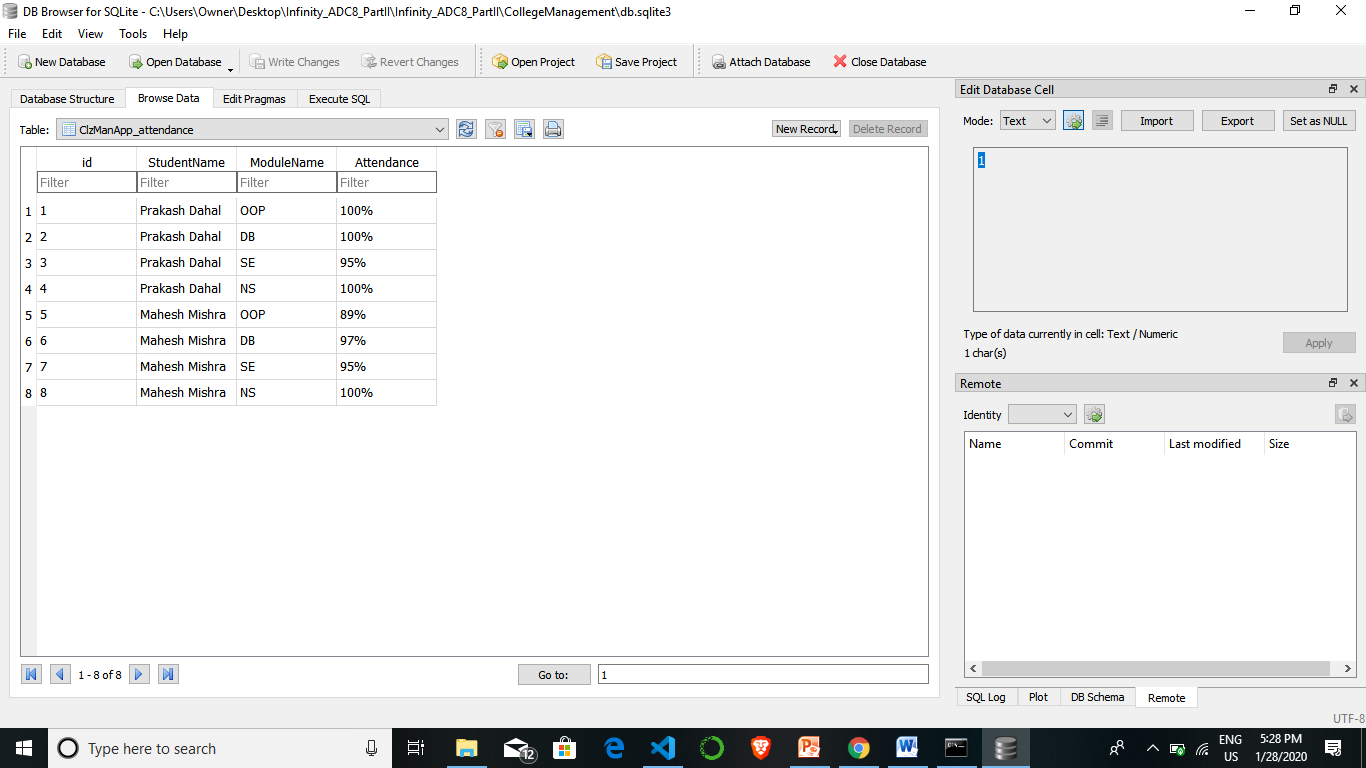 DB Browser for SQLite - C:\Users\Owner\Desktop\Infinity_ADC8_PartII\Infinity_ADC8_PartII\CollegeManagement\db.sqlite3
File Edit View Tools Help
New Database Open Database Write Changes Revert Changes Open Project Save Project Attach Database Close Database
Database Structure Browse Data Edit Pragmas Execute SQL
Table: ClzManApp_attendance New Record Delete Record
id StudentName ModuleName Attendance
Filter Filter Filter Filter
1 1 Prakash Dahal OOP 100%
2 2 Prakash Dahal DB 100%
3 3 Prakash Dahal SE 95%
4 4 Prakash Dahal NS 100%
5 5 Mahesh Mishra OOP 89%
6 6 Mahesh Mishra DB 97%
7 7 Mahesh Mishra SE 95%
8 8 Mahesh Mishra NS 100%
1 - 8 of 8 Go to: 1
Edit Database Cell
Mode: Text Import Export Set as NULL
1
Type of data currently in cell: Text / Numeric
1 char(s)
Apply
Remote
Identity
Name Commit Last modified Size
SQL Log Plot DB Schema Remote
UTF-8
Type here to search 12 ENG 5:28 PM
US 1/28/2020